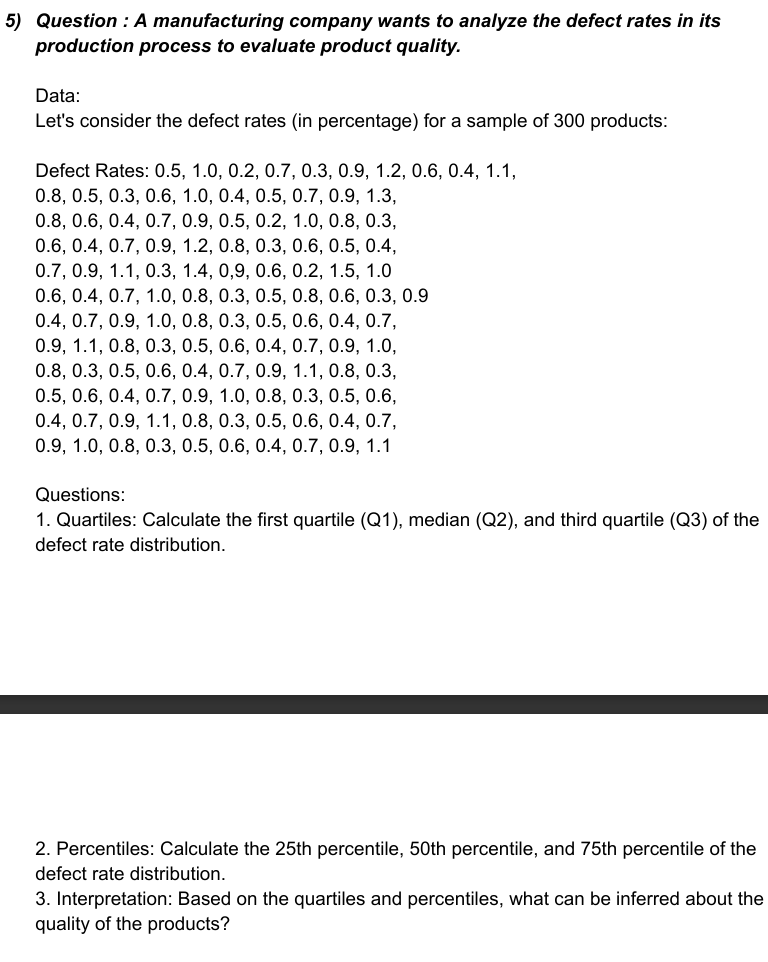 5) Question : A manufacturing company wants to analyze the defect rates in its
production process to evaluate product quality.
Data:
Let's consider the defect rates (in percentage) for a sample of 300 products:
Defect Rates: 0.5, 1.0, 0.2, 0.7, 0.3, 0.9, 1.2, 0.6, 0.4, 1.1,
0.8, 0.5, 0.3, 0.6, 1.0, 0.4, 0.5, 0.7, 0.9, 1.3,
0.8, 0.6, 0.4, 0.7, 0.9, 0.5, 0.2, 1.0, 0.8, 0.3,
0.6, 0.4, 0.7, 0.9, 1.2, 0.8, 0.3, 0.6, 0.5, 0.4,
0.7, 0.9, 1.1, 0.3, 1.4, 0,9, 0.6, 0.2, 1.5, 1.0
0.6, 0.4, 0.7, 1.0, 0.8, 0.3, 0.5, 0.8, 0.6, 0.3, 0.9
0.4, 0.7, 0.9, 1.0, 0.8, 0.3, 0.5, 0.6, 0.4, 0.7,
0.9, 1.1, 0.8, 0.3, 0.5, 0.6, 0.4, 0.7, 0.9, 1.0,
0.8, 0.3, 0.5, 0.6, 0.4, 0.7, 0.9, 1.1, 0.8, 0.3,
0.5, 0.6, 0.4, 0.7, 0.9, 1.0, 0.8, 0.3, 0.5, 0.6,
0.4, 0.7, 0.9, 1.1, 0.8, 0.3, 0.5, 0.6, 0.4, 0.7,
0.9, 1.0, 0.8, 0.3, 0.5, 0.6, 0.4, 0.7, 0.9, 1.1
Questions:
1. Quartiles: Calculate the first quartile (Q1), median (Q2), and third quartile (Q3) of the
defect rate distribution.
2. Percentiles: Calculate the 25th percentile, 50th percentile, and 75th percentile of the
defect rate distribution.
3. Interpretation: Based on the quartiles and percentiles, what can be inferred about the
quality of the products?